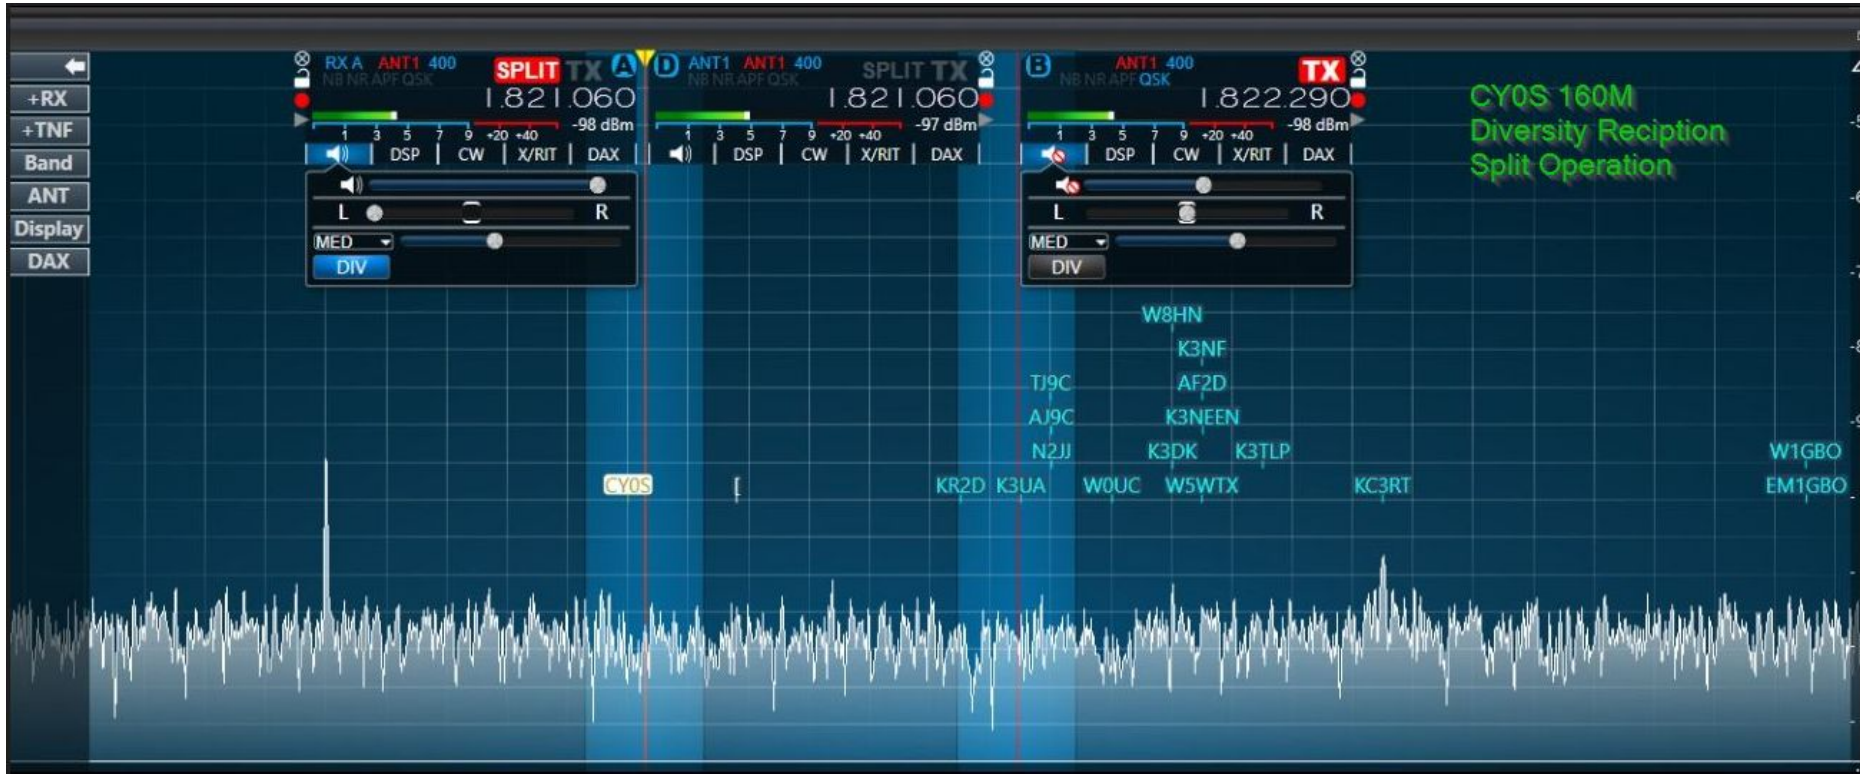 +RX
+TNF
Band
ANT
Display
DAX
RX A ANT1 400 SPLIT TX A
NB NR APF QSK
1.821.060
1 3 5 7 9 +20 +40 -98 dBm
DSP CW X/RIT DAX
L R
MED
DIV
D ANT1 ANT1 400 SPLIT TX
NB NR APF QSK
1.821.060
1 3 5 7 9 +20 +40 -97 dBm
DSP CW X/RIT DAX
B ANT1 400 TX
NB NR APF QSK
1.822.290
1 3 5 7 9 +20 +40 -98 dBm
DSP CW X/RIT DAX
L R
MED
DIV
CY0S 160M
Diversity Reciption
Split Operation
W8HN
K3NF
TJ9C AF2D
AJ9C K3NEEN
N2JJ K3DK K3TLP W1GBO
CY0S [ KR2D K3UA W0UC W5WTX KC3RT EM1GBO